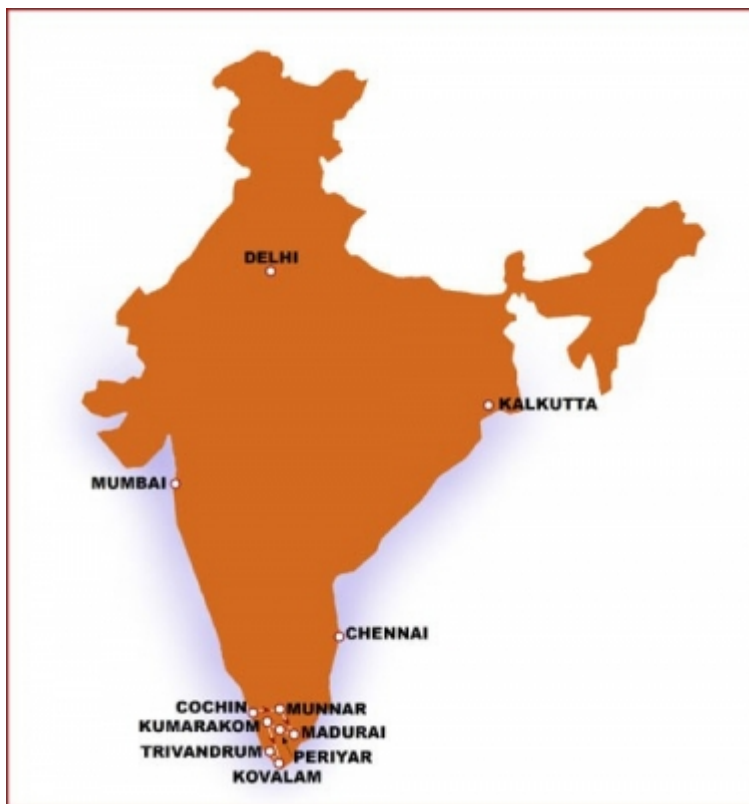 DELHI
KALKUTTA
MUMBAI
CHENNAI
COCHIN
MUNNAR
KUMARAKOM
MADURAI
TRIVANDRUM
PERIYAR
KOVALAM